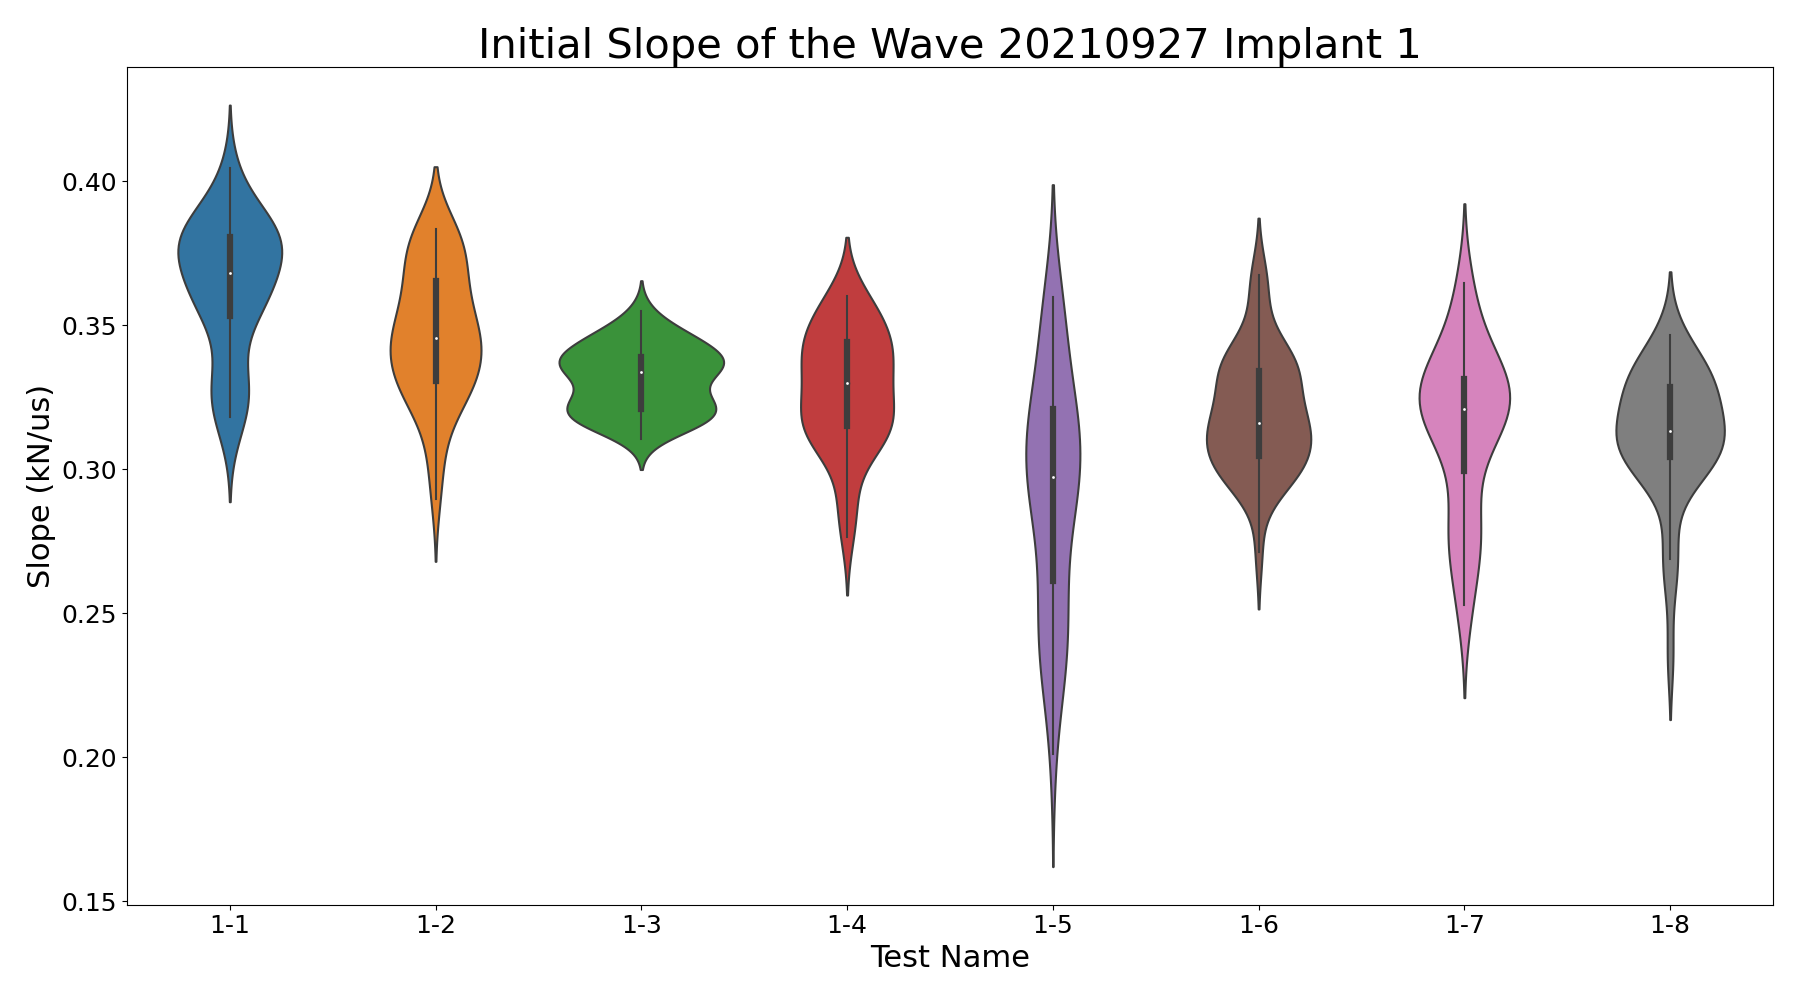 Initial Slope of the Wave 20210927 Implant 1
Slope (kN/us)
0.40
0.35
0.30
0.25
0.20
0.15
1-1 1-2 1-3 1-4 1-5 1-6 1-7 1-8
Test Name